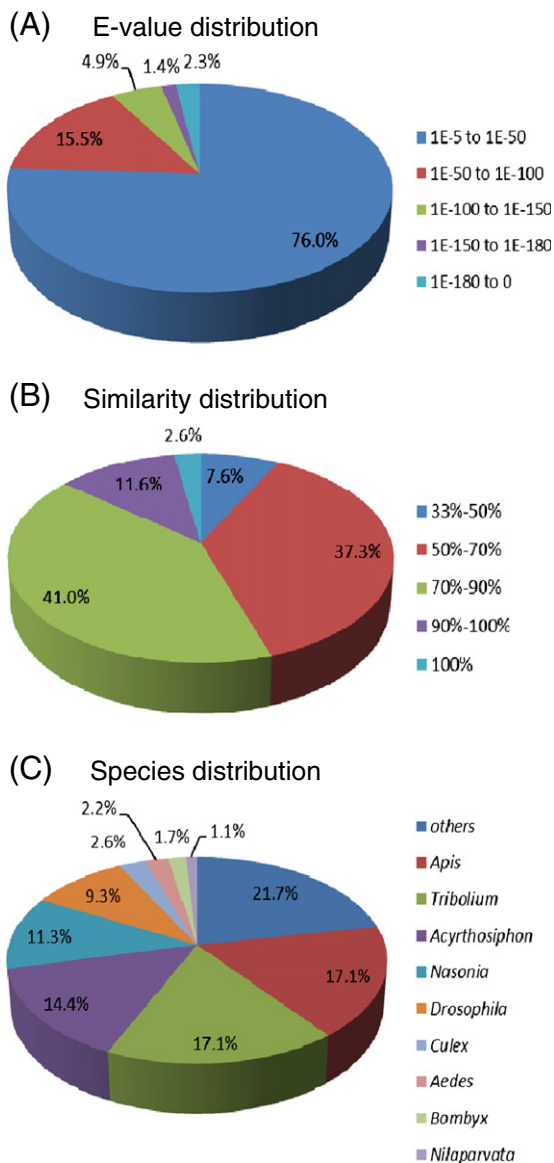 (A) E-value distribution
4.9%
1.4%
2.3%
15.5%
76.0%
1E-5 to 1E-50
1E-50 to 1E-100
1E-100 to 1E-150
1E-150 to 1E-180
1E-180 to 0
(B) Similarity distribution
2.6%
7.6%
11.6%
37.3%
41.0%
33%-50%
50%-70%
70%-90%
90%-100%
100%
(C) Species distribution
2.2%
2.6%
1.7%
1.1%
9.3%
21.7%
11.3%
17.1%
14.4%
17.1%
others
Apis
Tribolium
Acyrthosiphon
Nasonia
Drosophila
Culex
Aedes
Bombyx
Nilaparvata